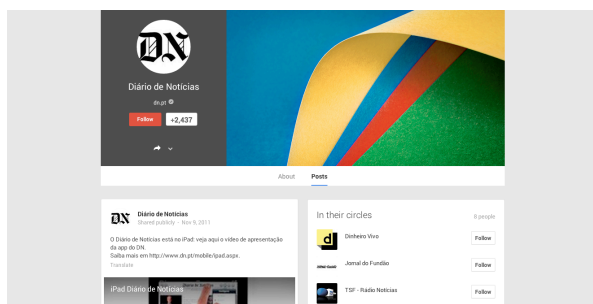 DN
Diário de Notícias
dn.pt
Follow
+2,437
About
Posts
DN
Diário de Notícias
Shared publicly - Nov 9, 2011
O Diário de Notícias está no iPad: veja aqui o vídeo de apresentação
da app do DN.
Saiba mais em http://www.dn.pt/mobile/ipad.aspx.
Translate
iPad Diário de Notícias
In their circles
8 people
d
Dinheiro Vivo
Follow
Jornal do Fundão
Follow
TSF - Rádio Notícias
Follow